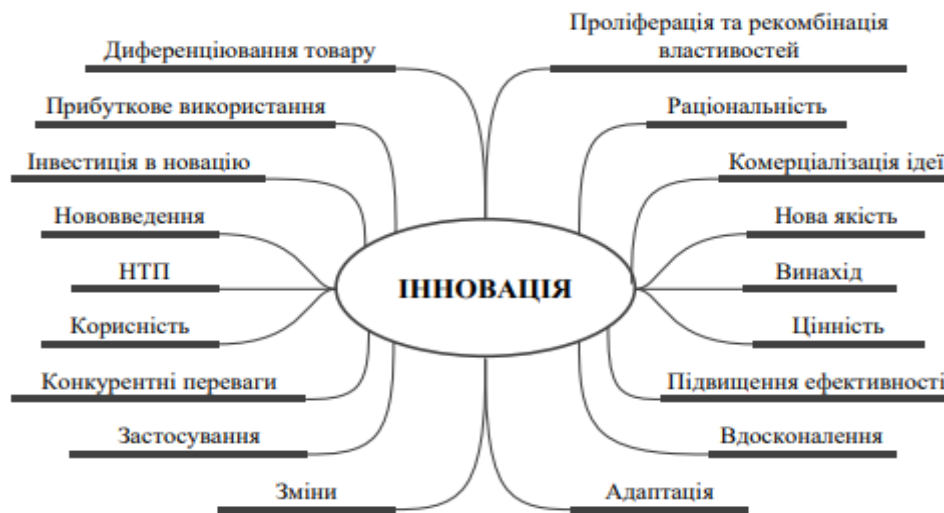 Диференціювання товару
Проліферація та рекомбінація
властивостей
Прибуткове використання
Раціональність
Інвестиція в новацію
Комерціалізація ідеї
Нововведення
Нова якість
НТП
ІННОВАЦІЯ
Винахід
Корисність
Цінність
Конкурентні переваги
Підвищення ефективності
Застосування
Вдосконалення
Зміни
Адаптація